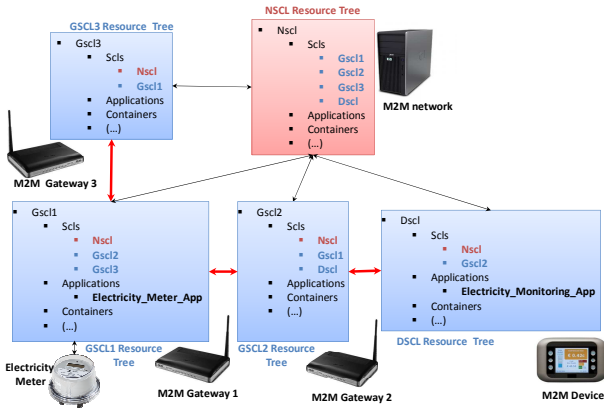 GSCL3 Resource Tree
Gscl3
Scls
Nscl
Gscl1
Applications
Containers
(...)
M2M Gateway 3
NSCL Resource Tree
Nscl
Scls
Gscl1
Gscl2
Gscl3
Dscl
Applications
Containers
(...)
M2M network
Gscl1
Scls
Nscl
Gscl2
Gscl3
Applications
Electricity_Meter_App
Containers
(...)
GSCL1 Resource
Tree
Electricity
Meter
M2M Gateway 1
Gscl2
Scls
Nscl
Gscl1
Dscl
Applications
Containers
(...)
GSCL2 Resource
Tree
M2M Gateway 2
Dscl
Scls
Nscl
Gscl2
Applications
Electricity_Monitoring_App
Containers
(...)
DSCL Resource Tree
M2M Device